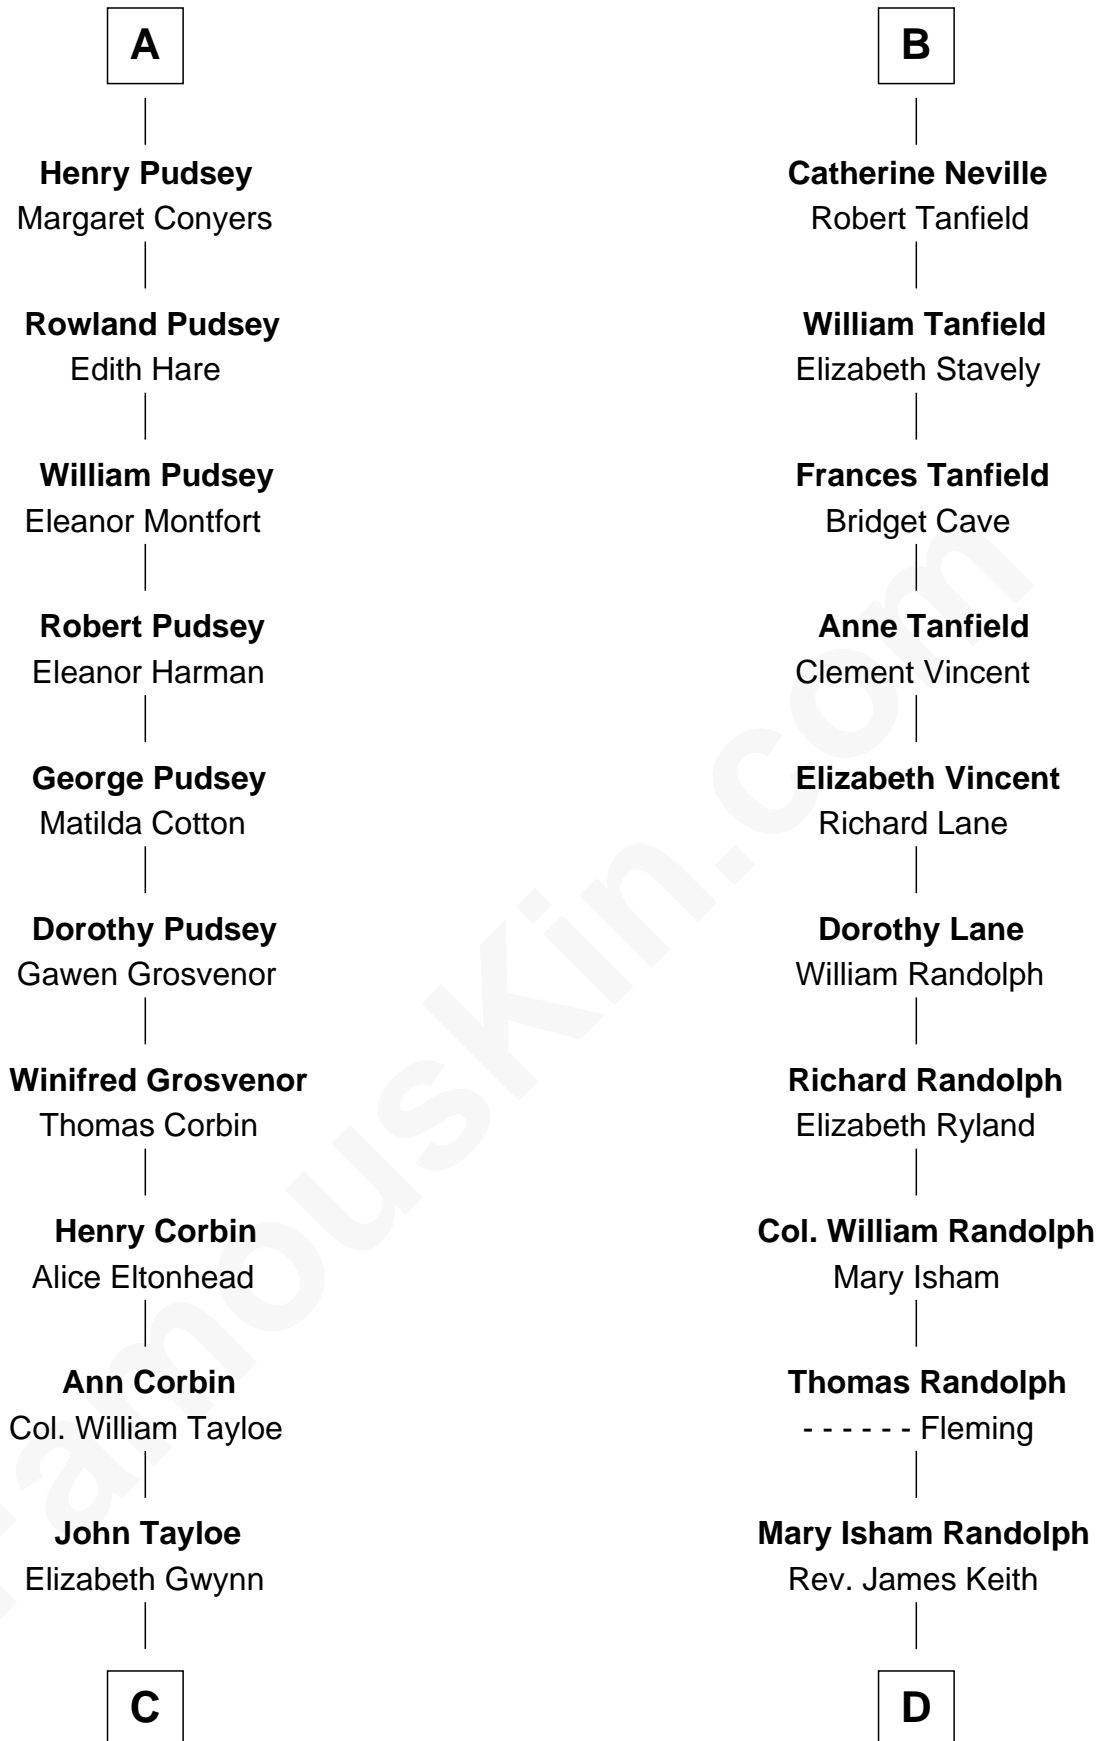 A
Henry Pudsey
Margaret Conyers
Rowland Pudsey
Edith Hare
William Pudsey
Eleanor Montfort
Robert Pudsey
Eleanor Harman
George Pudsey
Matilda Cotton
Dorothy Pudsey
Gawen Grosvenor
Winifred Grosvenor
Thomas Corbin
Henry Corbin
Alice Eltonhead
Ann Corbin
Col. William Tayloe
John Tayloe
Elizabeth Gwynn
C
B
Catherine Neville
Robert Tanfield
William Tanfield
Elizabeth Stavely
Frances Tanfield
Bridget Cave
Anne Tanfield
Clement Vincent
Elizabeth Vincent
Richard Lane
Dorothy Lane
William Randolph
Richard Randolph
Elizabeth Ryland
Col. William Randolph
Mary Isham
Thomas Randolph
- - - - - - Fleming
Mary Isham Randolph
Rev. James Keith
D
FamousKin.com